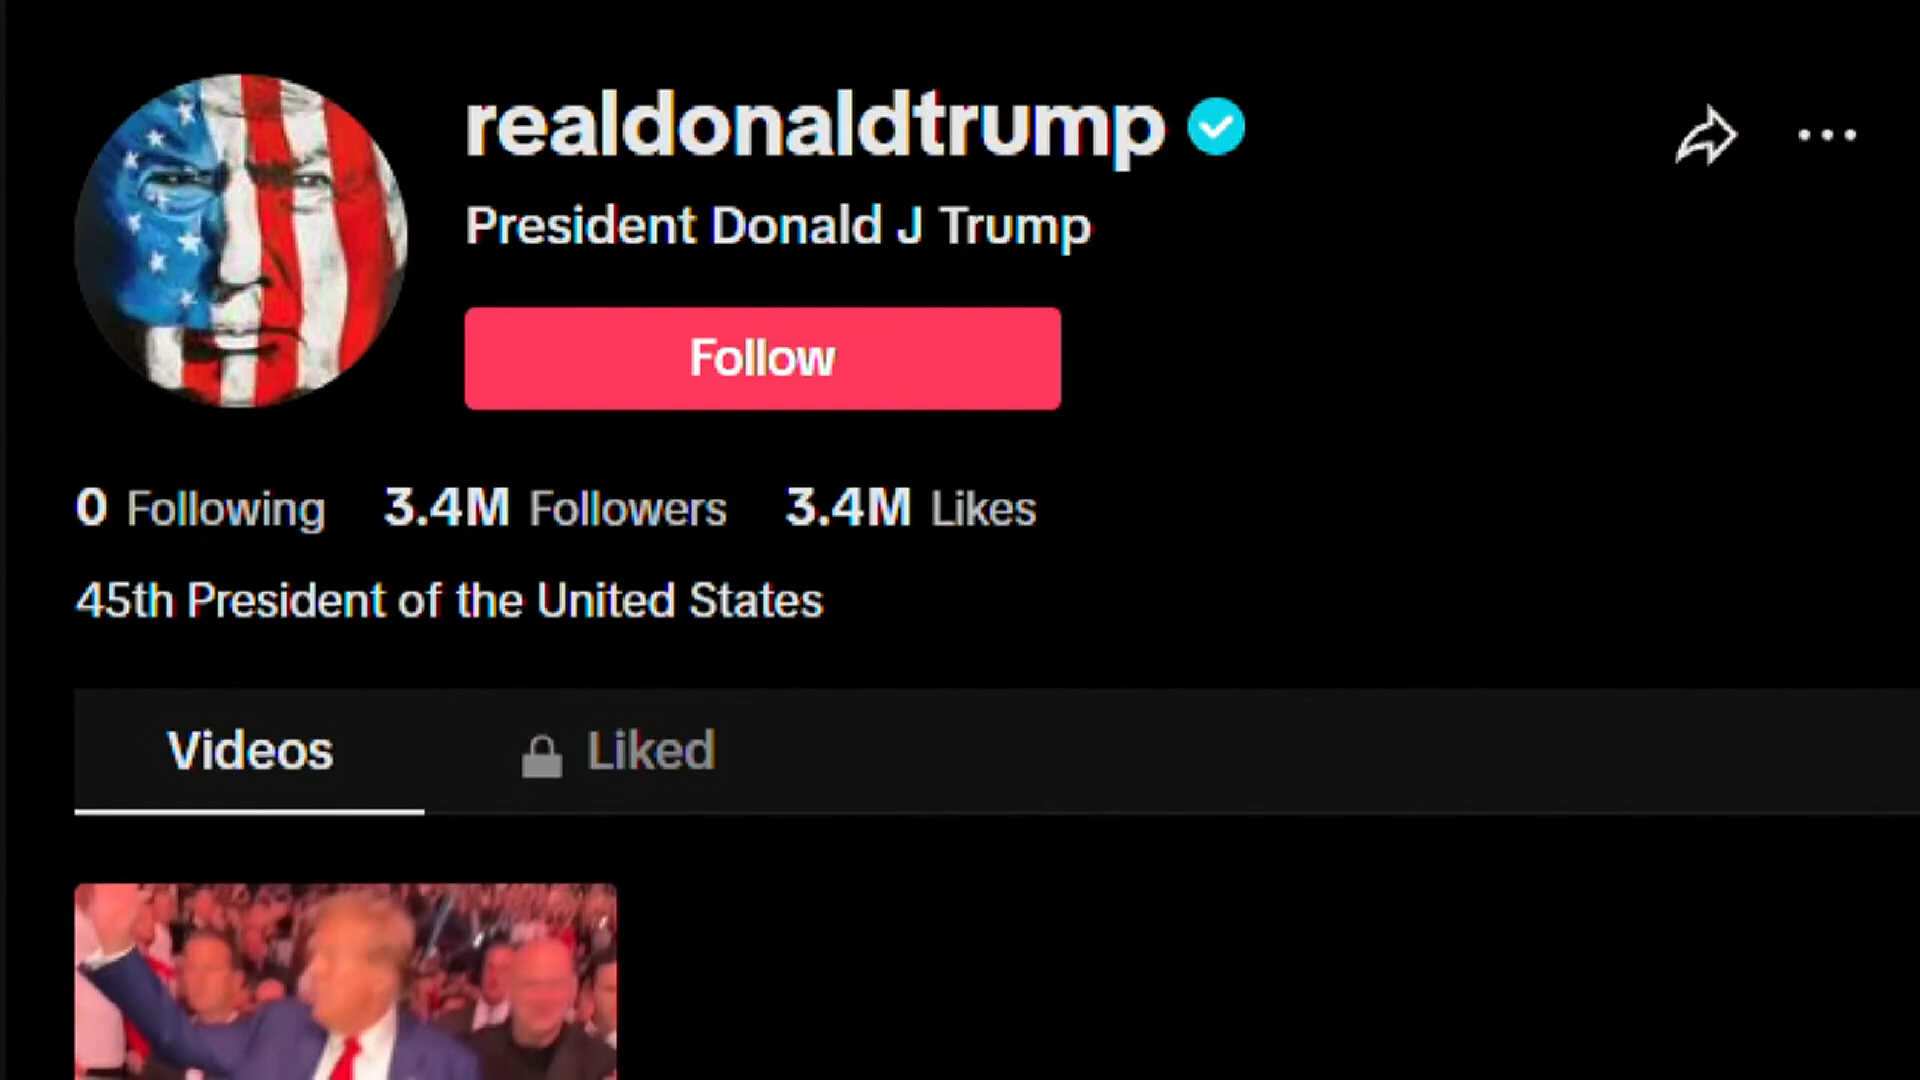 realdonaldtrump
President Donald J Trump
Follow
0 Following 3.4M Followers 3.4M Likes
45th President of the United States
Videos Liked